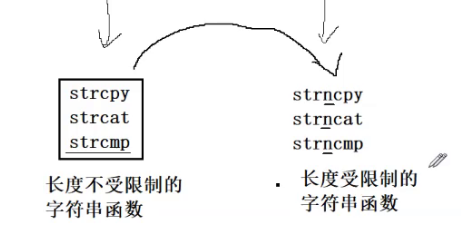 strcpy
strcat
strcmp
长度不受限制的
字符串函数
strncpy
strncat
strncmp
长度受限制的
字符串函数